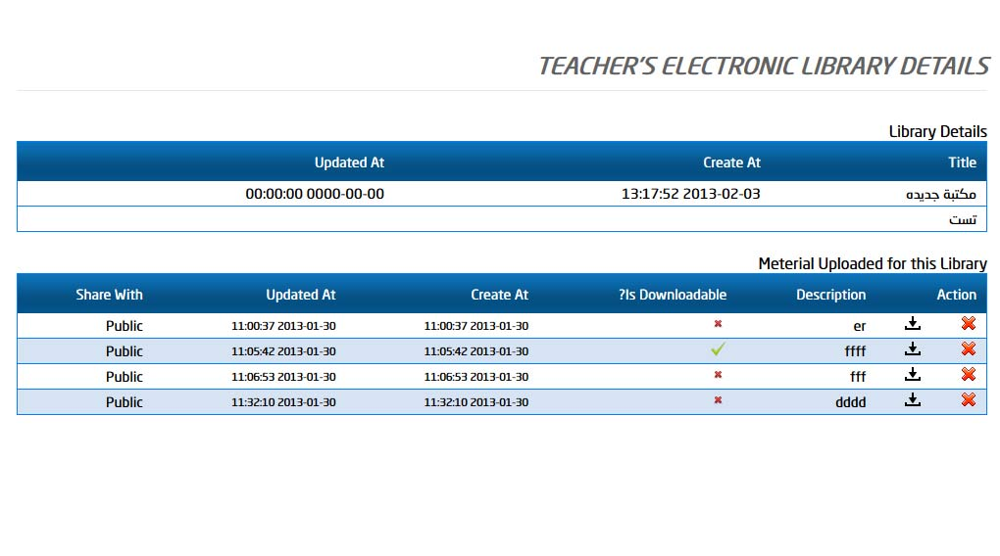 TEACHER'S ELECTRONIC LIBRARY DETAILS
Library Details
Title Create At Updated At
مكتبة جديده 13:17:52 2013-02-03 00:00:00 0000-00-00
تست
Meterial Uploaded for this Library
Action Description ?Is Downloadable Create At Updated At Share With
er 11:00:37 2013-01-30 11:00:37 2013-01-30 Public
ffff 11:05:42 2013-01-30 11:05:42 2013-01-30 Public
fff 11:06:53 2013-01-30 11:06:53 2013-01-30 Public
dddd 11:32:10 2013-01-30 11:32:10 2013-01-30 Public